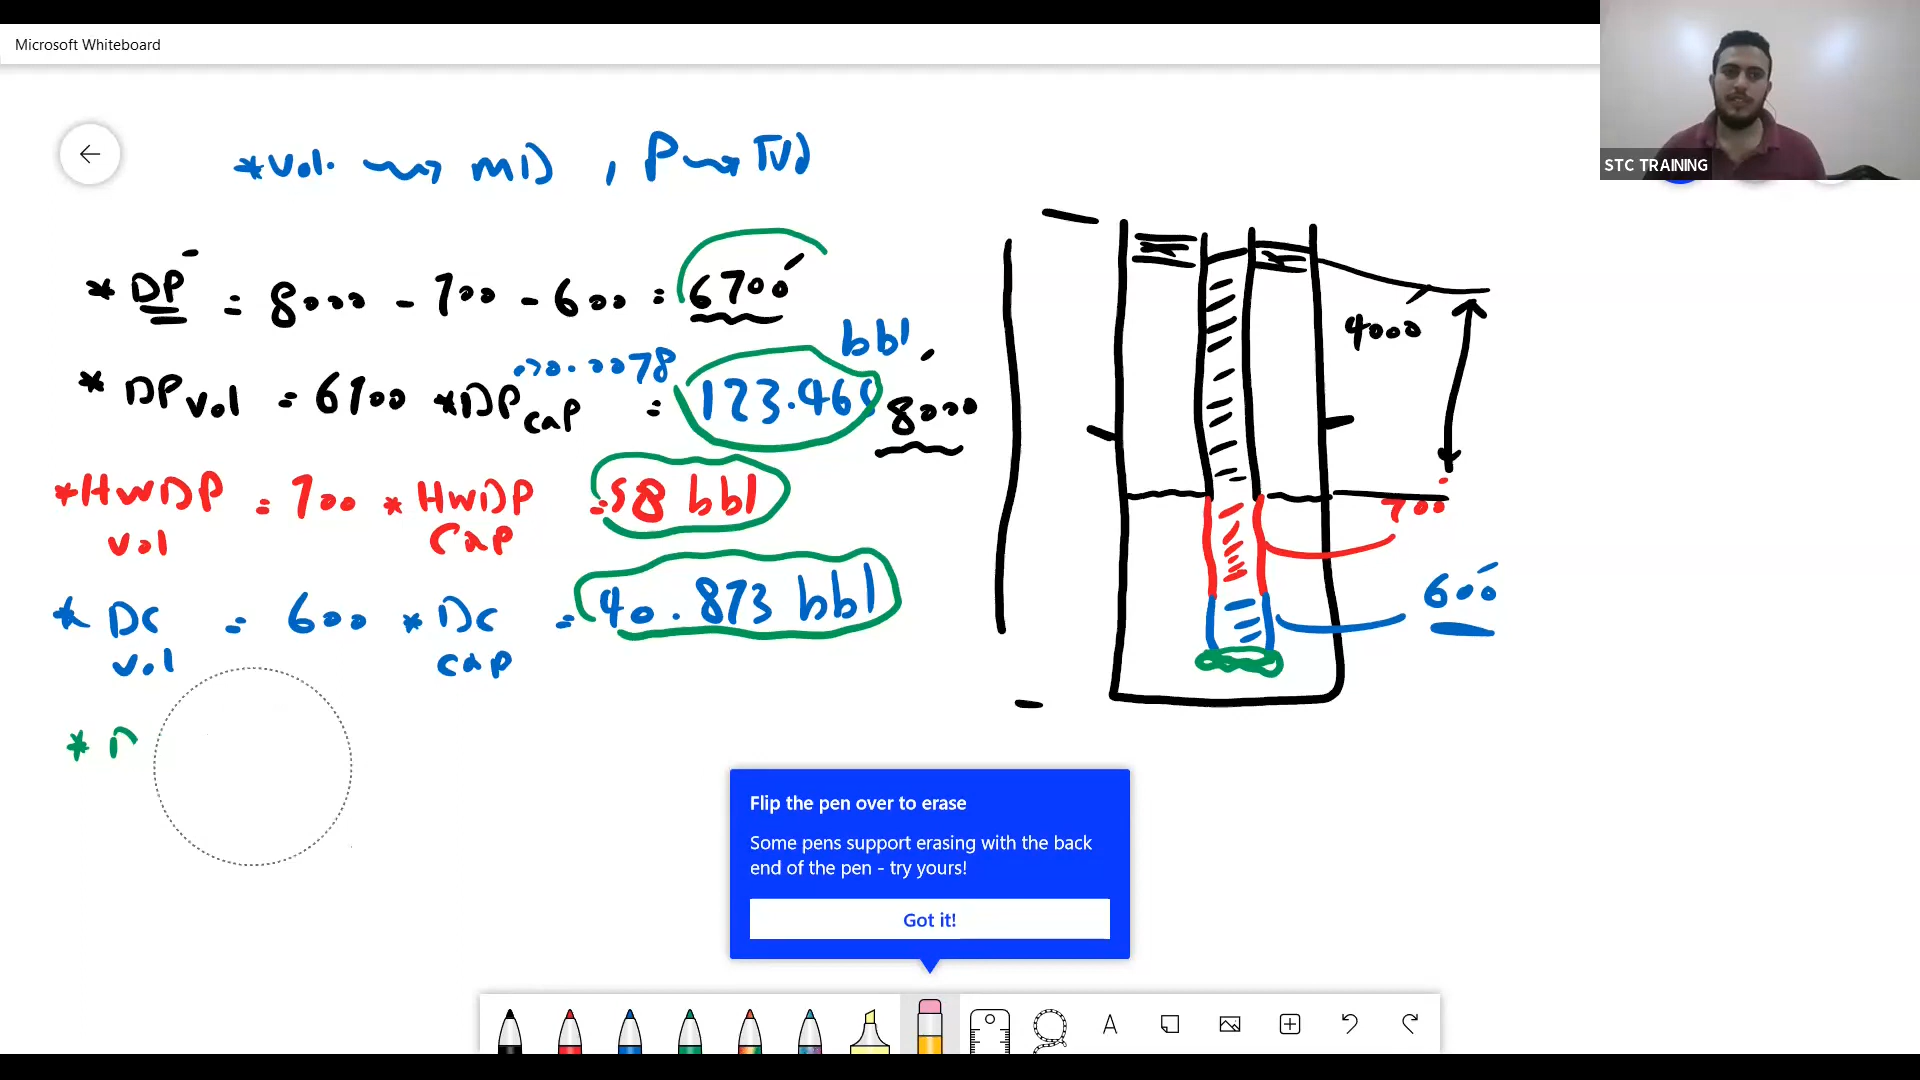 Microsoft Whiteboard
STC TRAINING
*Vol. → MD , P → TVD
* DP = 8000 - 700 - 600 = 6700'
* DP vol = 6700 * DP cap = 123.46 bbl
→0.0078
8000'
*HWDP vol = 700 * HWDP cap = 58 bbl
* DC vol = 600 * DC cap = 40.873 bbl
*
4000
700'
600'
Flip the pen over to erase
Some pens support erasing with the back
end of the pen - try yours!
Got it!
A